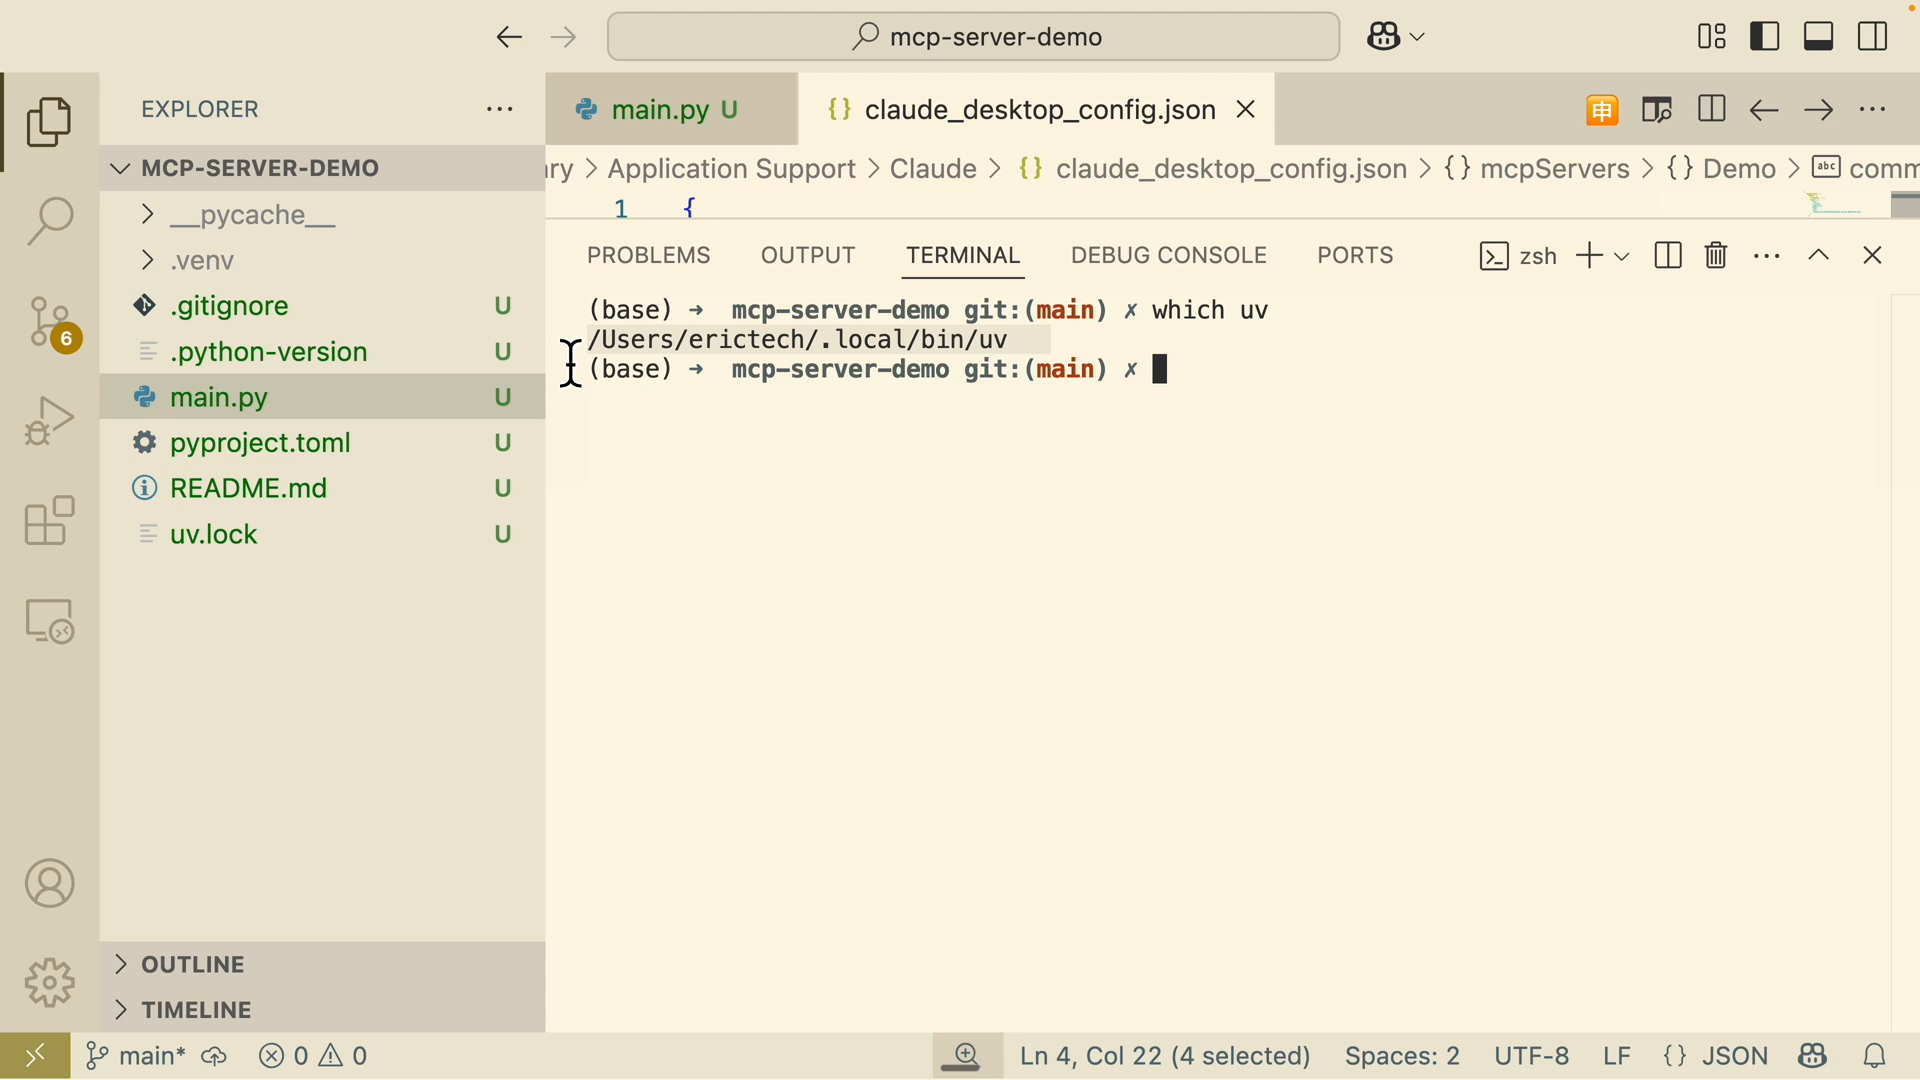 mcp-server-demo
EXPLORER
MCP-SERVER-DEMO
__pycache__
.venv
.gitignore U
.python-version U
main.py U
pyproject.toml U
README.md U
uv.lock U
OUTLINE
TIMELINE
6
main.py U
claude_desktop_config.json
申
ary > Application Support > Claude > {} claude_desktop_config.json > {} mcpServers > {} Demo > abc comm
1 {
PROBLEMS OUTPUT TERMINAL DEBUG CONSOLE PORTS
zsh
(base) → mcp-server-demo git:(main) ✗ which uv
/Users/erictech/.local/bin/uv
(base) → mcp-server-demo git:(main) ✗
main* 0 0
Ln 4, Col 22 (4 selected) Spaces: 2 UTF-8 LF {} JSON